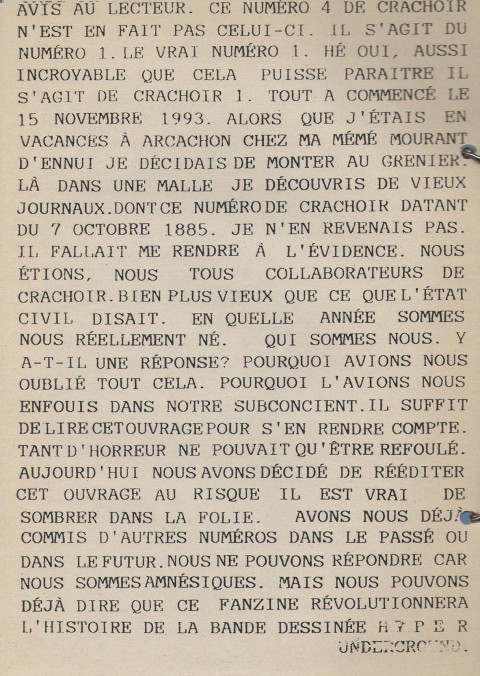 AVIS AU LECTEUR. CE NUMÉRO 4 DE CRACHOIR
N'EST EN FAIT PAS CELUI-CI. IL S'AGIT DU
NUMÉRO 1. LE VRAI NUMÉRO 1. HÉ OUI, AUSSI
INCROYABLE QUE CELA PUISSE PARAITRE IL
S'AGIT DE CRACHOIR 1. TOUT A COMMENCÉ LE
15 NOVEMBRE 1993. ALORS QUE J'ÉTAIS EN
VACANCES À ARCACHON CHEZ MA MÉMÉ MOURANT
D'ENNUI JE DÉCIDAIS DE MONTER AU GRENIER.
LÀ DANS UNE MALLE JE DÉCOUVRIS DE VIEUX
JOURNAUX. DONT CE NUMÉRO DE CRACHOIR DATANT
DU 7 OCTOBRE 1885. JE N'EN REVENAIS PAS.
IL FALLAIT ME RENDRE À L'ÉVIDENCE. NOUS
ÉTIONS, NOUS TOUS COLLABORATEURS DE
CRACHOIR. BIEN PLUS VIEUX QUE CE QUE L'ÉTAT
CIVIL DISAIT. EN QUELLE ANNÉE SOMMES
NOUS RÉELLEMENT NÉ. QUI SOMMES NOUS. Y
A-T-IL UNE RÉPONSE? POURQUOI AVIONS NOUS
OUBLIÉ TOUT CELA. POURQUOI L'AVIONS NOUS
ENFOUIS DANS NOTRE SUBCONCIENT. IL SUFFIT
DE LIRE CET OUVRAGE POUR S'EN RENDRE COMPTE.
TANT D'HORREUR NE POUVAIT QU'ÊTRE REFOULÉ.
AUJOURD'HUI NOUS AVONS DÉCIDÉ DE RÉÉDITER
CET OUVRAGE AU RISQUE IL EST VRAI DE
SOMBRER DANS LA FOLIE. AVONS NOUS DÉJÀ
COMMIS D'AUTRES NUMÉROS DANS LE PASSÉ OU
DANS LE FUTUR. NOUS NE POUVONS RÉPONDRE CAR
NOUS SOMMES AMNÉSIQUES. MAIS NOUS POUVONS
DÉJÀ DIRE QUE CE FANZINE RÉVOLUTIONNERA
L'HISTOIRE DE LA BANDE DESSINÉE H7PER
UNDERGROUND.